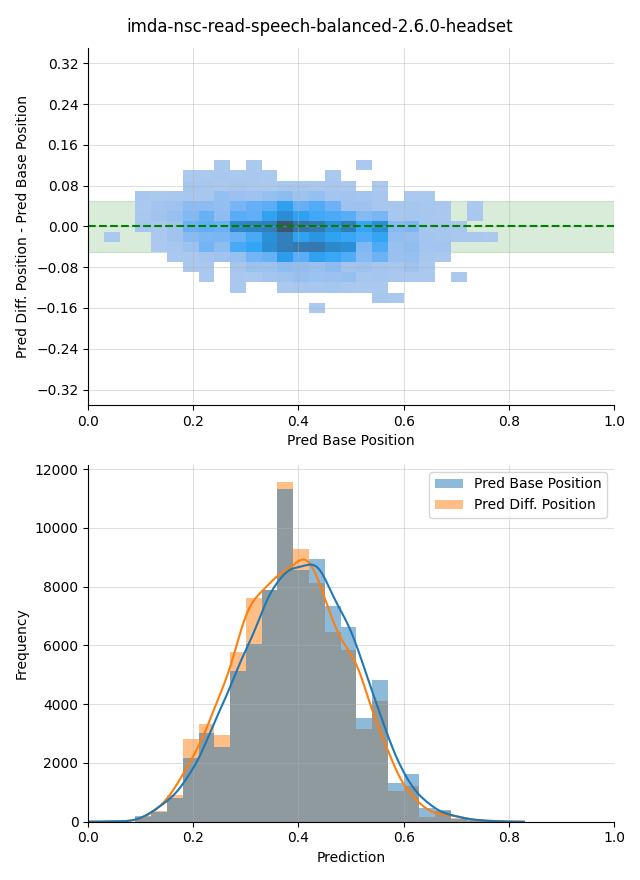 imda-nsc-read-speech-balanced-2.6.0-headset
Pred Diff. Position - Pred Base Position
0.32
0.24
0.16
0.08
0.00
−0.08
−0.16
−0.24
−0.32
0.0 0.2 0.4 0.6 0.8 1.0
Pred Base Position
Frequency
12000
10000
8000
6000
4000
2000
0
Pred Base Position
Pred Diff. Position
0.0 0.2 0.4 0.6 0.8 1.0
Prediction